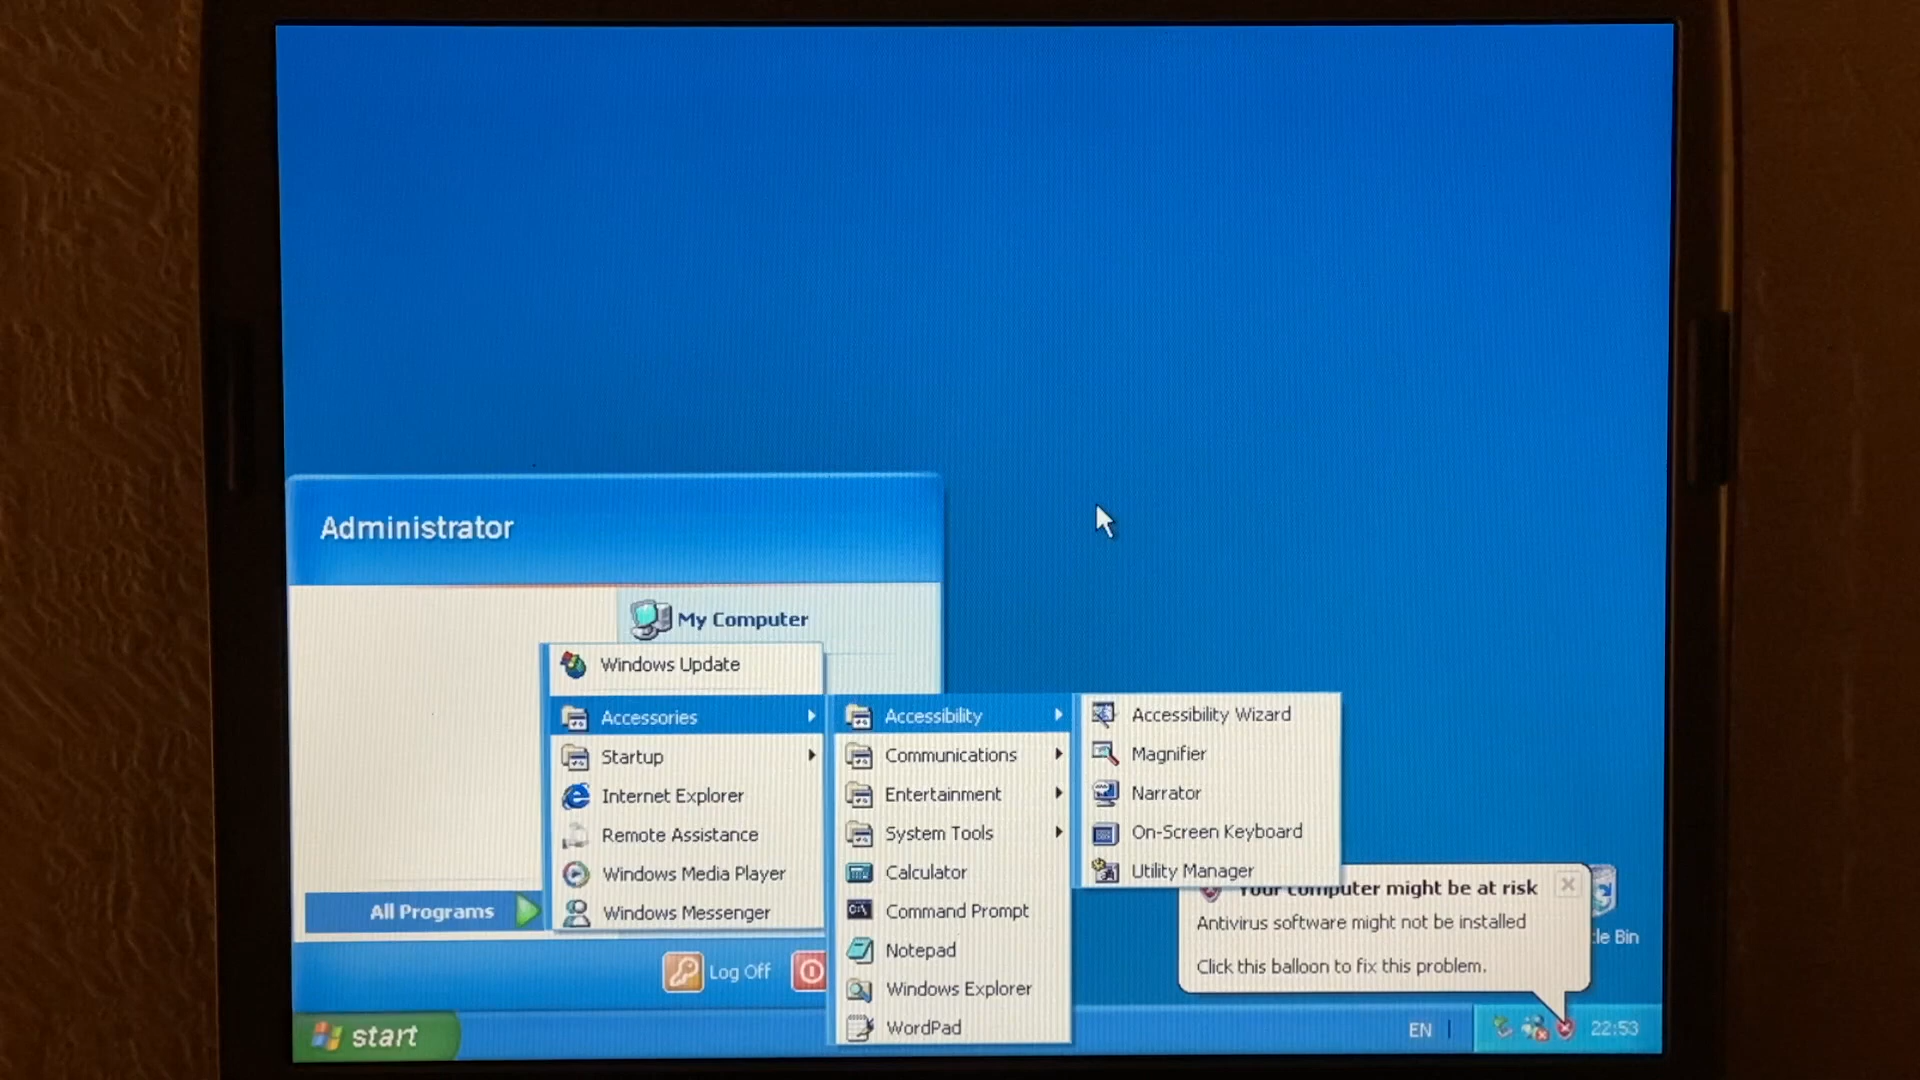 Administrator
My Computer
Windows Update
Accessories
Startup
Internet Explorer
Remote Assistance
Windows Media Player
Windows Messenger
Accessibility
Communications
Entertainment
System Tools
Calculator
Command Prompt
Notepad
Windows Explorer
WordPad
Accessibility Wizard
Magnifier
Narrator
On-Screen Keyboard
Utility Manager
All Programs
Log Off
Your computer might be at risk
Antivirus software might not be installed
Click this balloon to fix this problem.
le Bin
start
EN
22:53